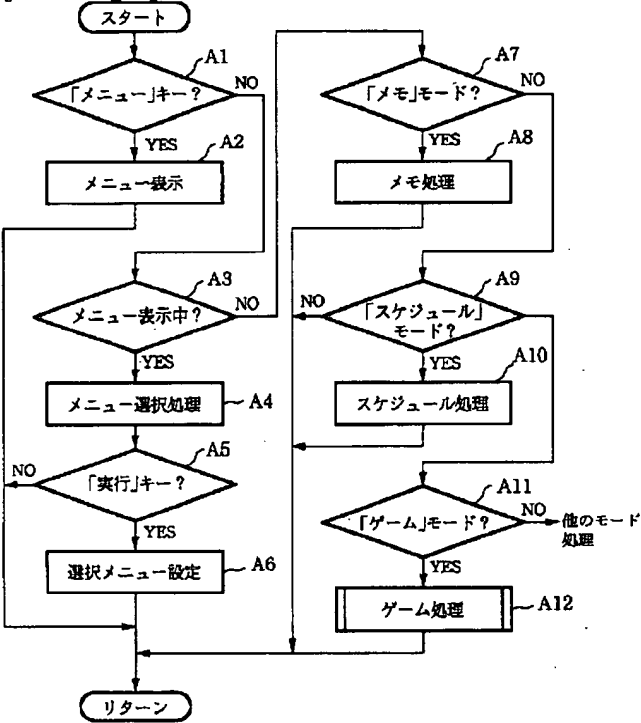 スタート
A1
「メニュー」キー?
NO
YES
A2
メニュー表示
A3
メニュー表示中?
NO
YES
メニュー選択処理
A4
A5
NO
「実行」キー?
YES
選択メニュー設定
A6
リターン
A7
「メモ」モード?
NO
YES
A8
メモ処理
A9
NO
「スケジュール」
モード?
YES
A10
スケジュール処理
A11
「ゲーム」モード?
NO
他のモード
処理
YES
ゲーム処理
A12